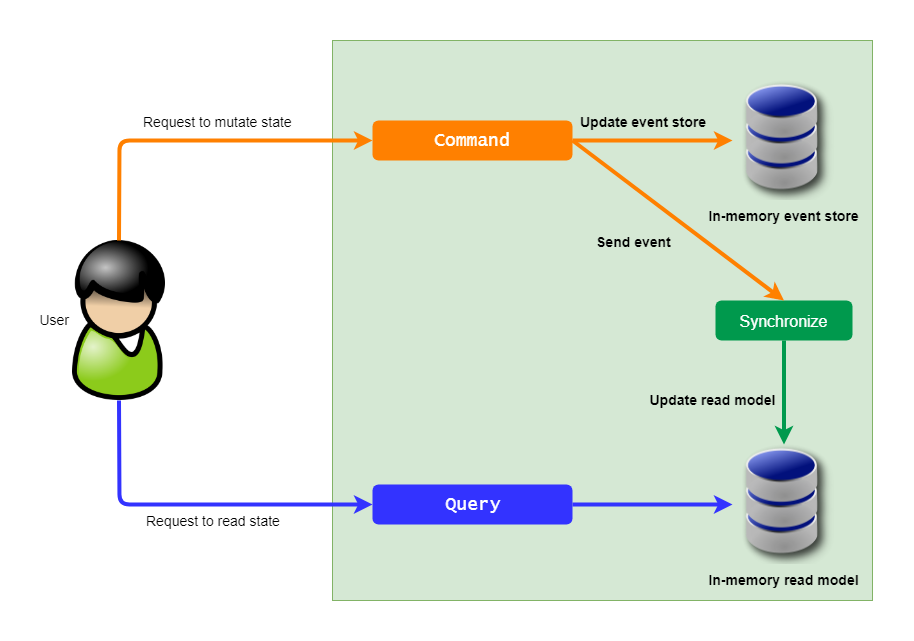 Request to mutate state
Command
Update event store
In-memory event store
Send event
User
Synchronize
Update read model
Query
Request to read state
In-memory read model